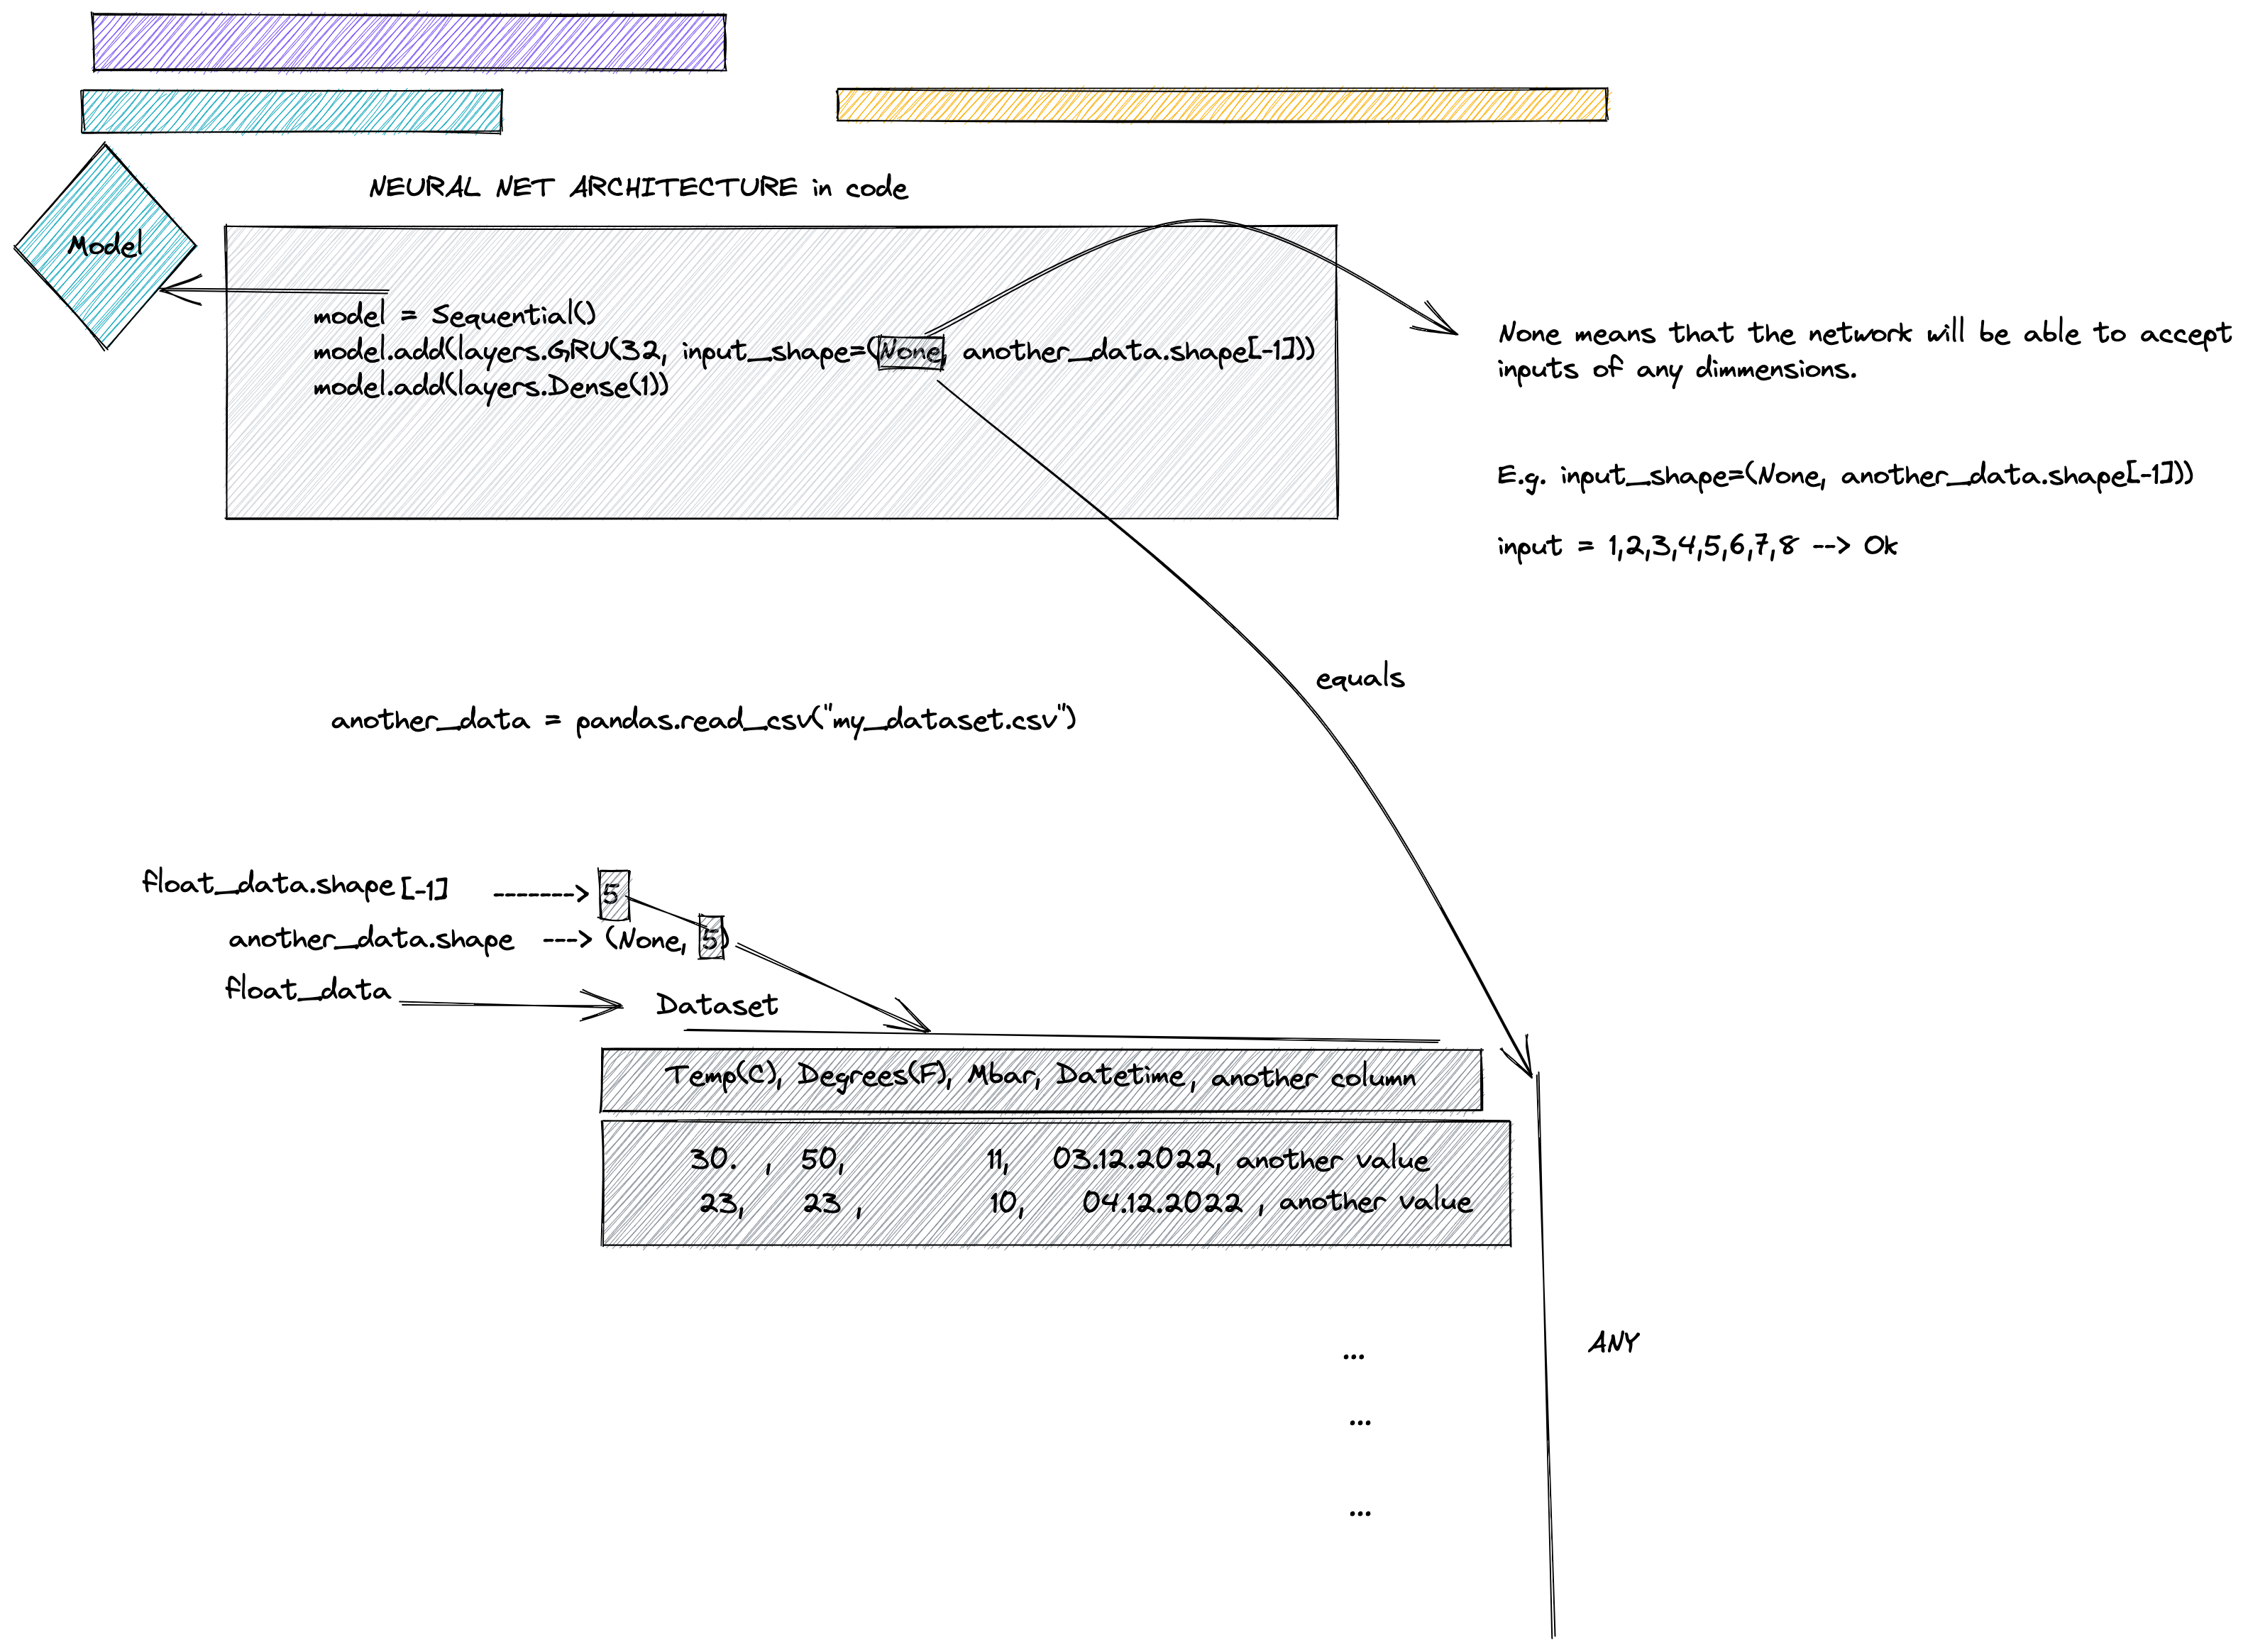 NEURAL NET ARCHITECTURE in code
Model
model = Sequential()
model.add(layers.GRU(32, input_shape=(None, another_data.shape[-1]))
model.add(layers.Dense(1))
None means that the network will be able to accept
inputs of any dimmensions.
E.g. input_shape=(None, another_data.shape[-1]))
input = 1,2,3,4,5,6,7,8 --> Ok
equals
another_data = pandas.read_csv("my_dataset.csv")
float_data.shape[-1] -------> 5
another_data.shape ---> (None, 5)
float_data
Dataset
Temp(C), Degrees(F), Mbar, Datetime, another column
30. , 50, 11, 03.12.2022, another value
23, 23 , 10, 04.12.2022 , another value
ANY
...
...
...